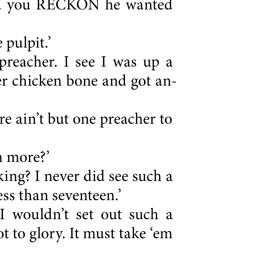 you RECKON he wanted
pulpit.’
preacher. I see I was up a
er chicken bone and got an-
re ain’t but one preacher to
more?’
king? I never did see such a
ess than seventeen.’
I wouldn’t set out such a
ot to glory. It must take ‘em